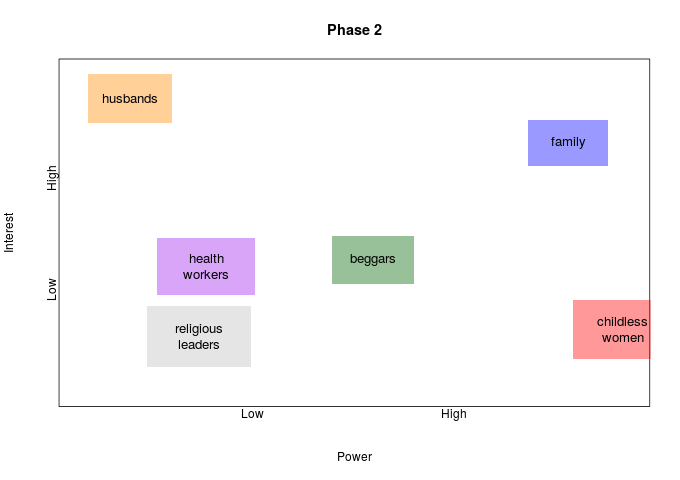 Phase 2
husbands
family
High
Interest
health
workers
beggars
Low
religious
leaders
childless
women
Low
High
Power